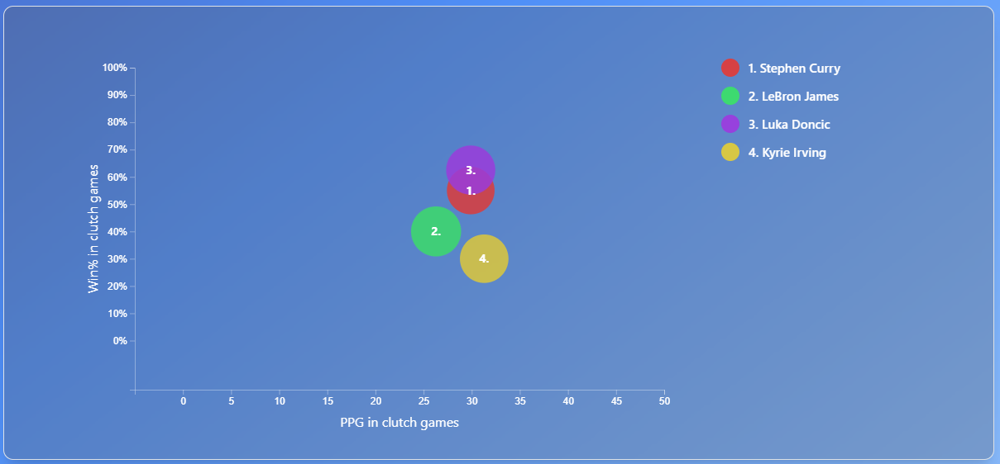 1. Stephen Curry
2. LeBron James
3. Luka Doncic
4. Kyrie Irving
Win% in clutch games
100%
90%
80%
70%
60%
50%
40%
30%
20%
10%
0%
3.
1.
2.
4.
0 5 10 15 20 25 30 35 40 45 50
PPG in clutch games